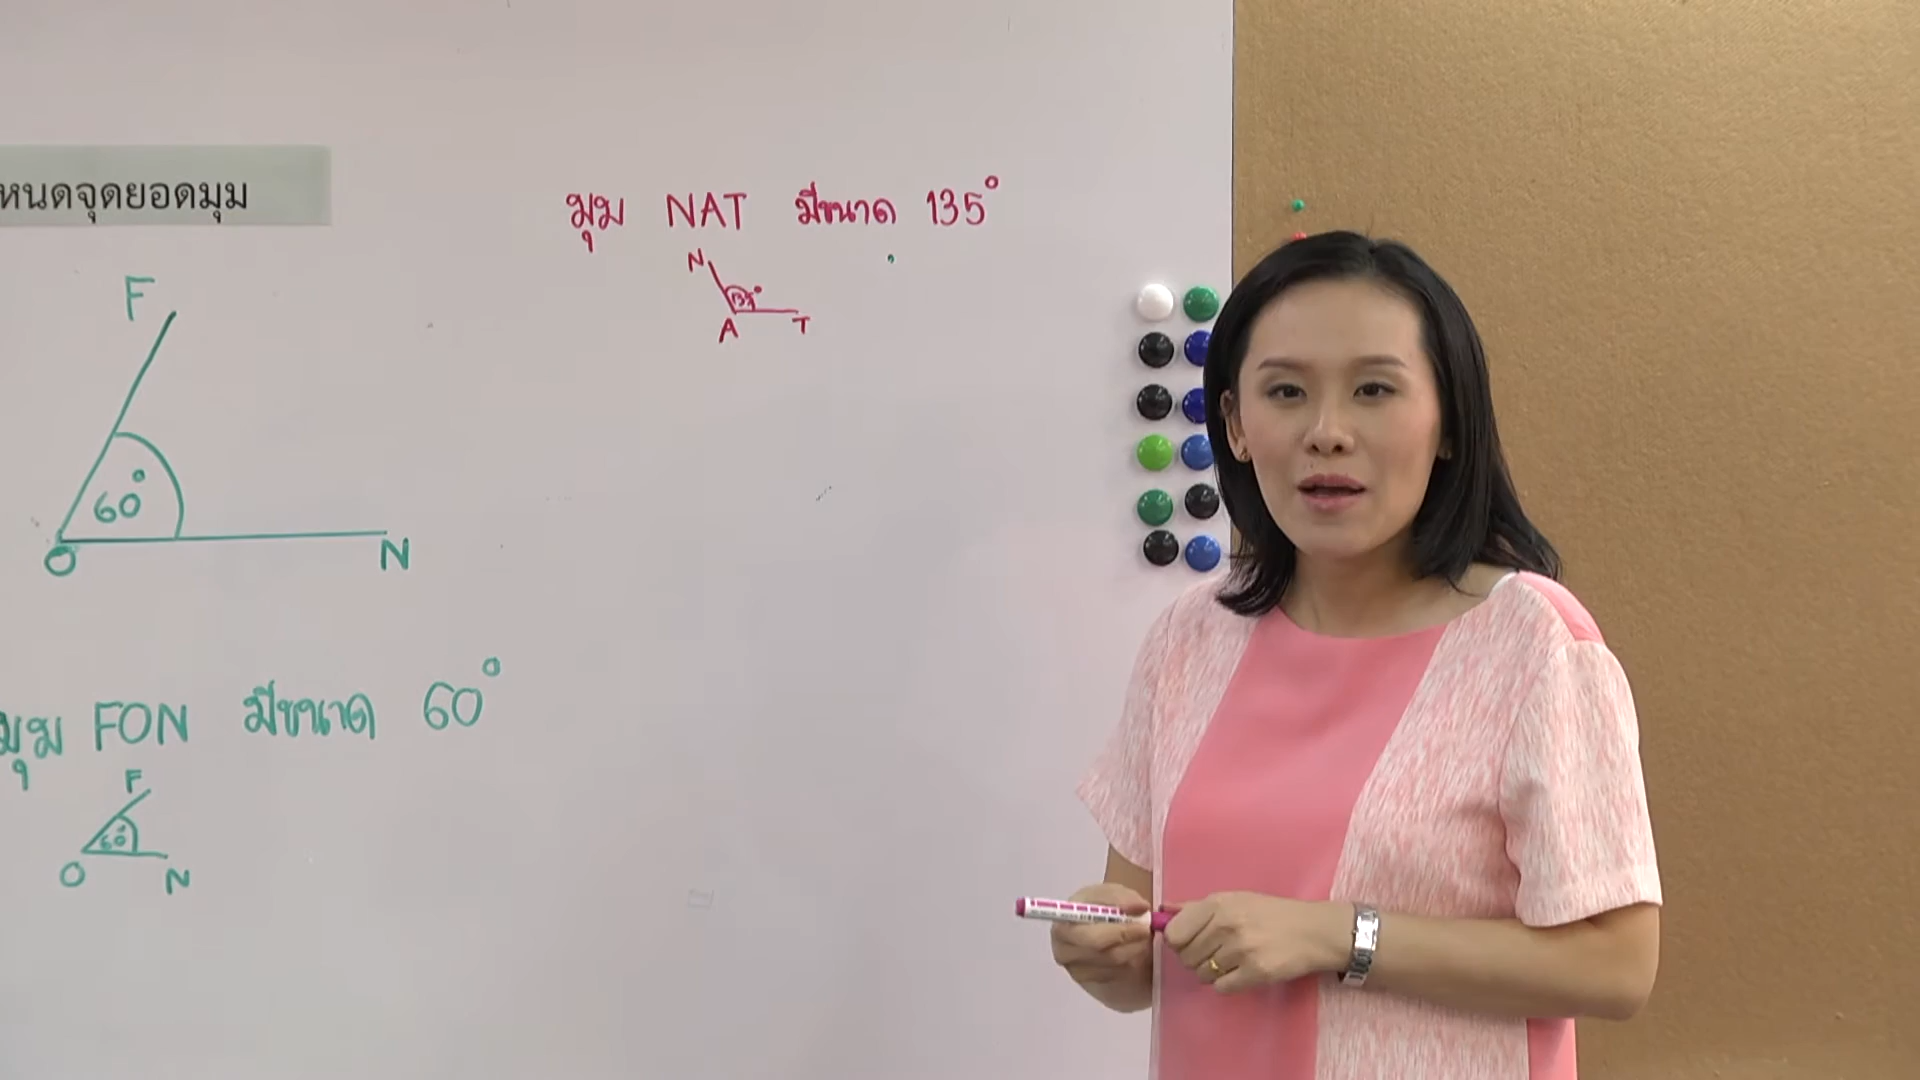 หนดจุดยอดมุม
F
60°
O N
มุม FON มีขนาด 60°
F
60°
O N
มุม NAT มีขนาด 135°
N
135°
A T